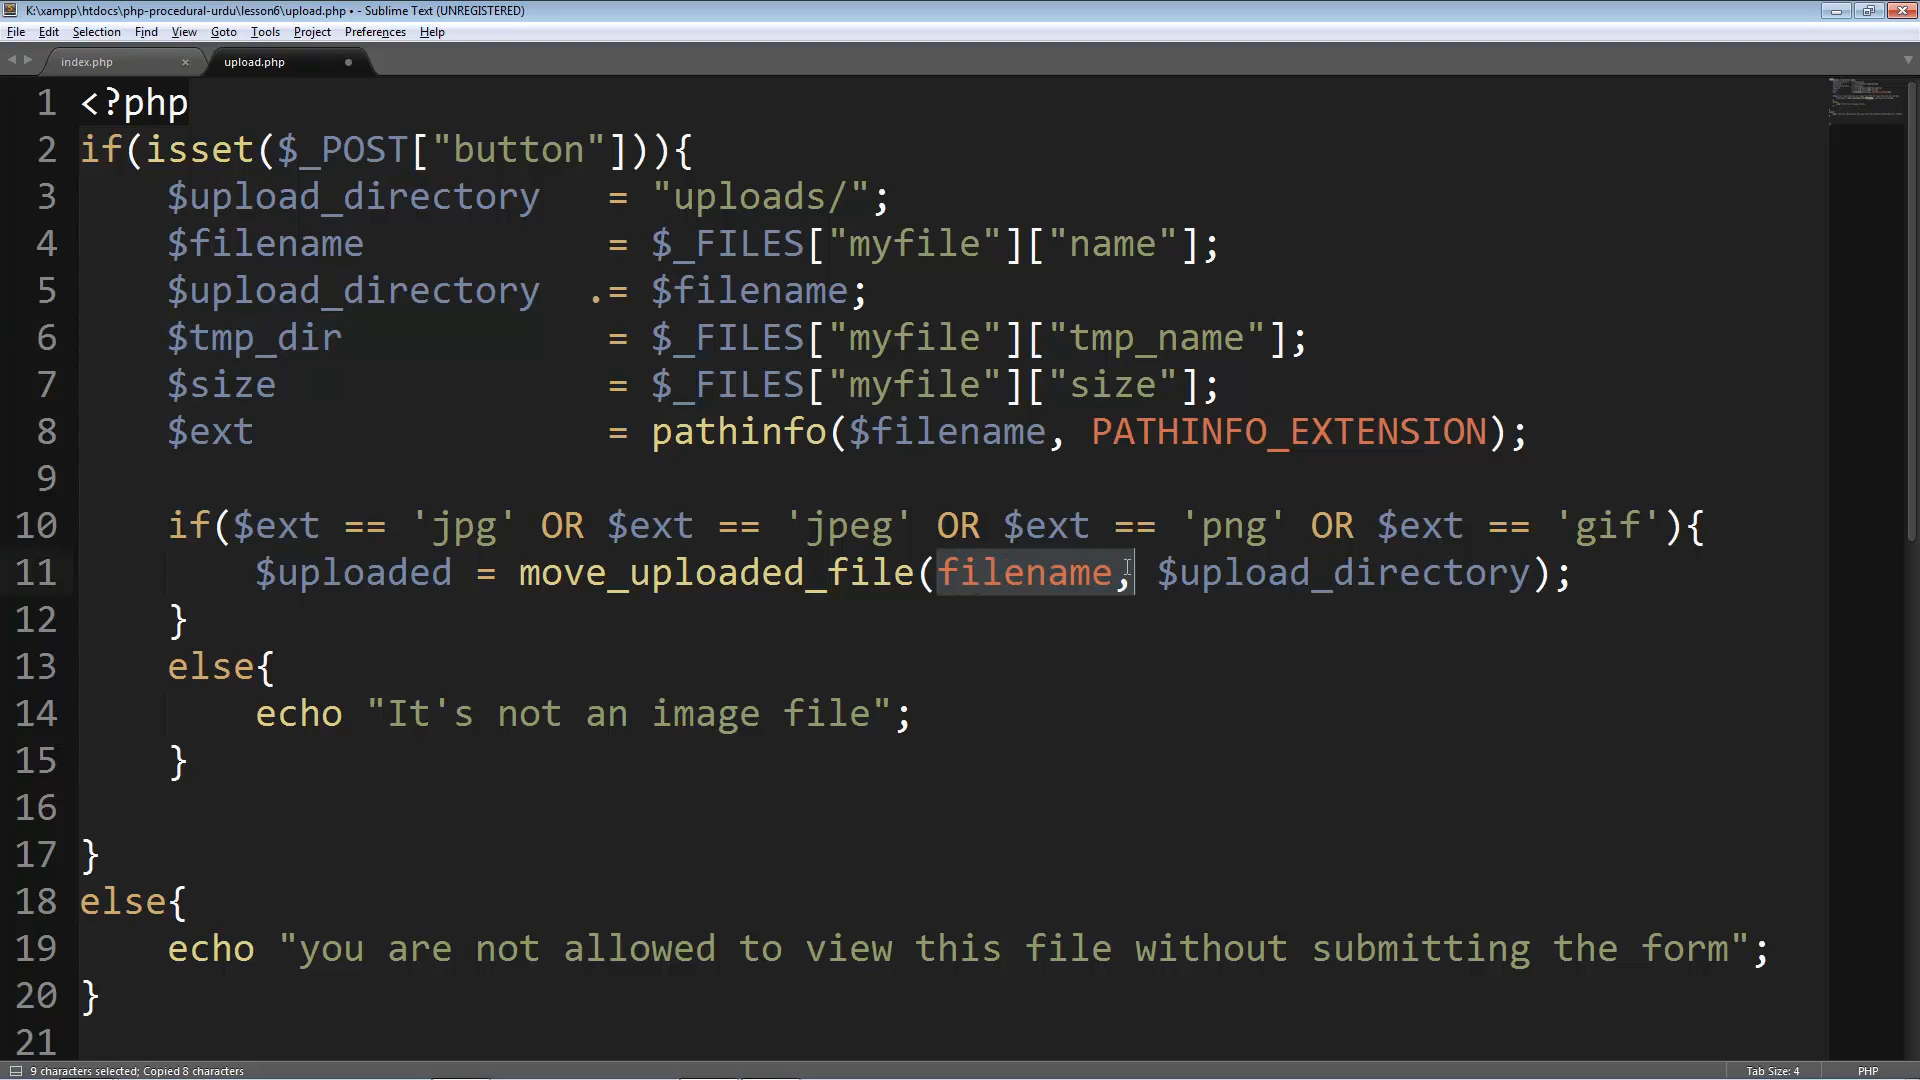 K:\xampp\htdocs\php-procedural-urdu\lesson6\upload.php • - Sublime Text (UNREGISTERED)
File Edit Selection Find View Goto Tools Project Preferences Help
index.php × upload.php
1 <?php
2 if(isset($_POST["button"])){
3 $upload_directory = "uploads/";
4 $filename = $_FILES["myfile"]["name"];
5 $upload_directory .= $filename;
6 $tmp_dir = $_FILES["myfile"]["tmp_name"];
7 $size = $_FILES["myfile"]["size"];
8 $ext = pathinfo($filename, PATHINFO_EXTENSION);
9
10 if($ext == 'jpg' OR $ext == 'jpeg' OR $ext == 'png' OR $ext == 'gif'){
11 $uploaded = move_uploaded_file(filename, $upload_directory);
12 }
13 else{
14 echo "It's not an image file";
15 }
16
17 }
18 else{
19 echo "you are not allowed to view this file without submitting the form";
20 }
21
9 characters selected; Copied 8 characters Tab Size: 4 PHP